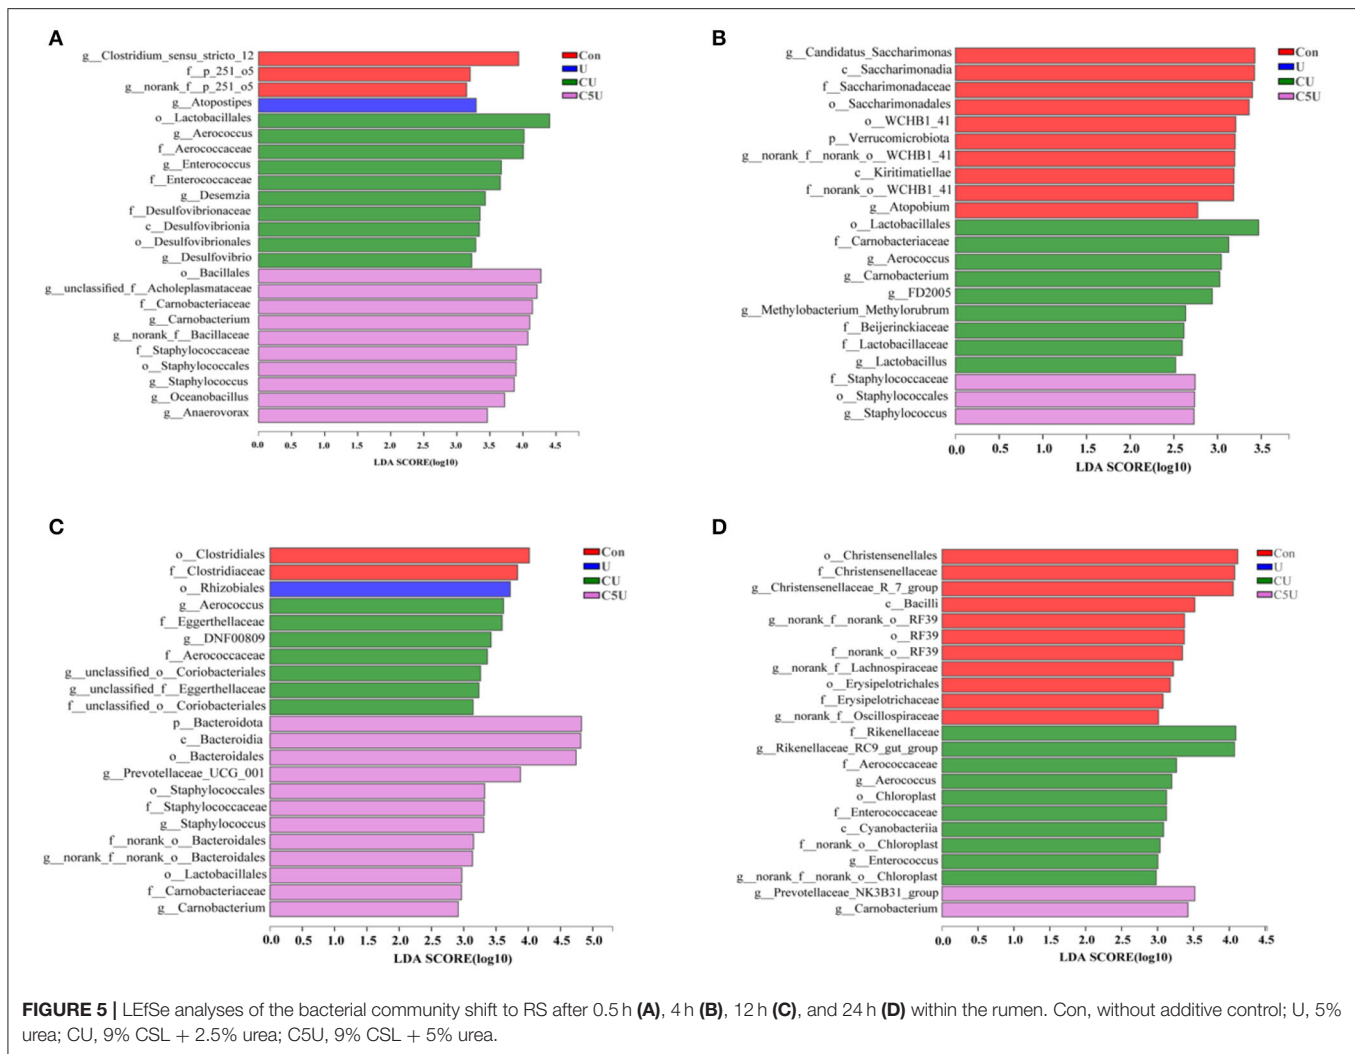 A
g__Clostridium_sensu_stricto_12
f__p_251_o5
g__norank_f__p_251_o5
g__Atopostipes
o__Lactobacillales
g__Aerococcus
f__Aerococcaceae
g__Enterococcus
f__Enterococcaceae
g__Desemzia
f__Desulfovibrionaceae
c__Desulfovibrionia
o__Desulfovibrionales
g__Desulfovibrio
o__Bacillales
g__unclassified_f__Acholeplasmataceae
f__Carnobacteriaceae
g__Carnobacterium
g__norank_f__Bacillaceae
f__Staphylococcaceae
o__Staphylococcales
g__Staphylococcus
g__Oceanobacillus
g__Anaerovorax
Con
U
CU
C5U
0.0 0.5 1.0 1.5 2.0 2.5 3.0 3.5 4.0 4.5
LDA SCORE(log10)
B
g__Candidatus_Saccharimonas
c__Saccharimonadia
f__Saccharimonadaceae
o__Saccharimonadales
o__WCHB1_41
p__Verrucomicrobiota
g__norank_f__norank_o__WCHB1_41
c__Kiritimatiellae
f__norank_o__WCHB1_41
g__Atopobium
o__Lactobacillales
f__Carnobacteriaceae
g__Aerococcus
g__Carnobacterium
g__FD2005
g__Methylobacterium_Methylorubrum
f__Beijerinckiaceae
f__Lactobacillaceae
g__Lactobacillus
f__Staphylococcaceae
o__Staphylococcales
g__Staphylococcus
Con
U
CU
C5U
0.0 0.5 1.0 1.5 2.0 2.5 3.0 3.5
LDA SCORE(log10)
C
o__Clostridiales
f__Clostridiaceae
o__Rhizobiales
g__Aerococcus
f__Eggerthellaceae
g__DNF00809
f__Aerococcaceae
g__unclassified_o__Coriobacteriales
g__unclassified_f__Eggerthellaceae
f__unclassified_o__Coriobacteriales
p__Bacteroidota
c__Bacteroidia
o__Bacteroidales
g__Prevotellaceae_UCG_001
o__Staphylococcales
f__Staphylococcaceae
g__Staphylococcus
f__norank_o__Bacteroidales
g__norank_f__norank_o__Bacteroidales
o__Lactobacillales
f__Carnobacteriaceae
g__Carnobacterium
Con
U
CU
C5U
0.0 0.5 1.0 1.5 2.0 2.5 3.0 3.5 4.0 4.5 5.0
LDA SCORE(log10)
D
o__Christensenellales
f__Christensenellaceae
g__Christensenellaceae_R_7_group
c__Bacilli
g__norank_f__norank_o__RF39
o__RF39
f__norank_o__RF39
g__norank_f__Lachnospiraceae
o__Erysipelotrichales
f__Erysipelotrichaceae
g__norank_f__Oscillospiraceae
f__Rikenellaceae
g__Rikenellaceae_RC9_gut_group
f__Aerococcaceae
g__Aerococcus
o__Chloroplast
f__Enterococcaceae
c__Cyanobacteriia
f__norank_o__Chloroplast
g__Enterococcus
g__norank_f__norank_o__Chloroplast
g__Prevotellaceae_NK3B31_group
g__Carnobacterium
Con
U
CU
C5U
0.0 0.5 1.0 1.5 2.0 2.5 3.0 3.5 4.0 4.5
LDA SCORE(log10)
FIGURE 5 | LEfSe analyses of the bacterial community shift to RS after 0.5 h (A), 4 h (B), 12 h (C), and 24 h (D) within the rumen. Con, without additive control; U, 5%
urea; CU, 9% CSL + 2.5% urea; C5U, 9% CSL + 5% urea.